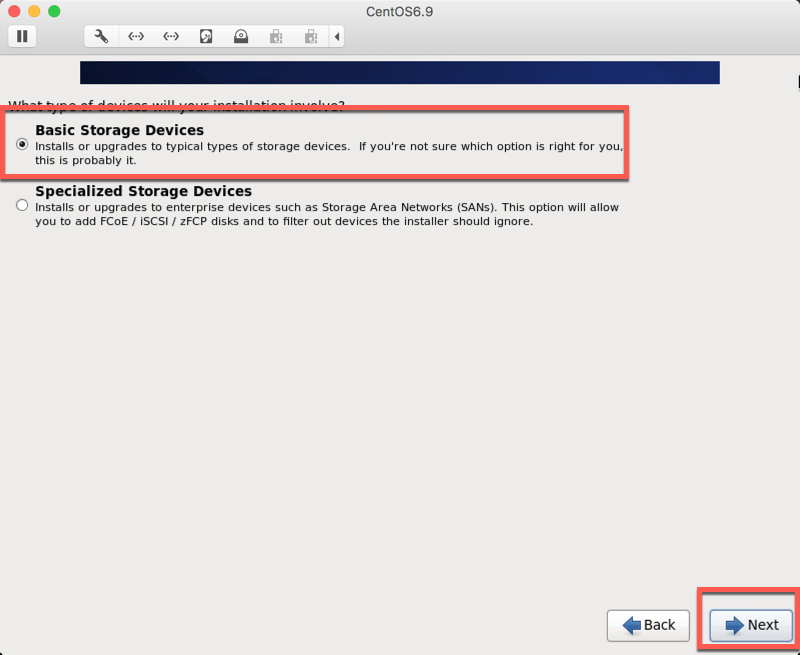 CentOS6.9
What type of devices will your installation involve?
Basic Storage Devices
Installs or upgrades to typical types of storage devices.  If you're not sure which option is right for you,
this is probably it.
Specialized Storage Devices
Installs or upgrades to enterprise devices such as Storage Area Networks (SANs). This option will allow
you to add FCoE / iSCSI / zFCP disks and to filter out devices the installer should ignore.
Back
Next